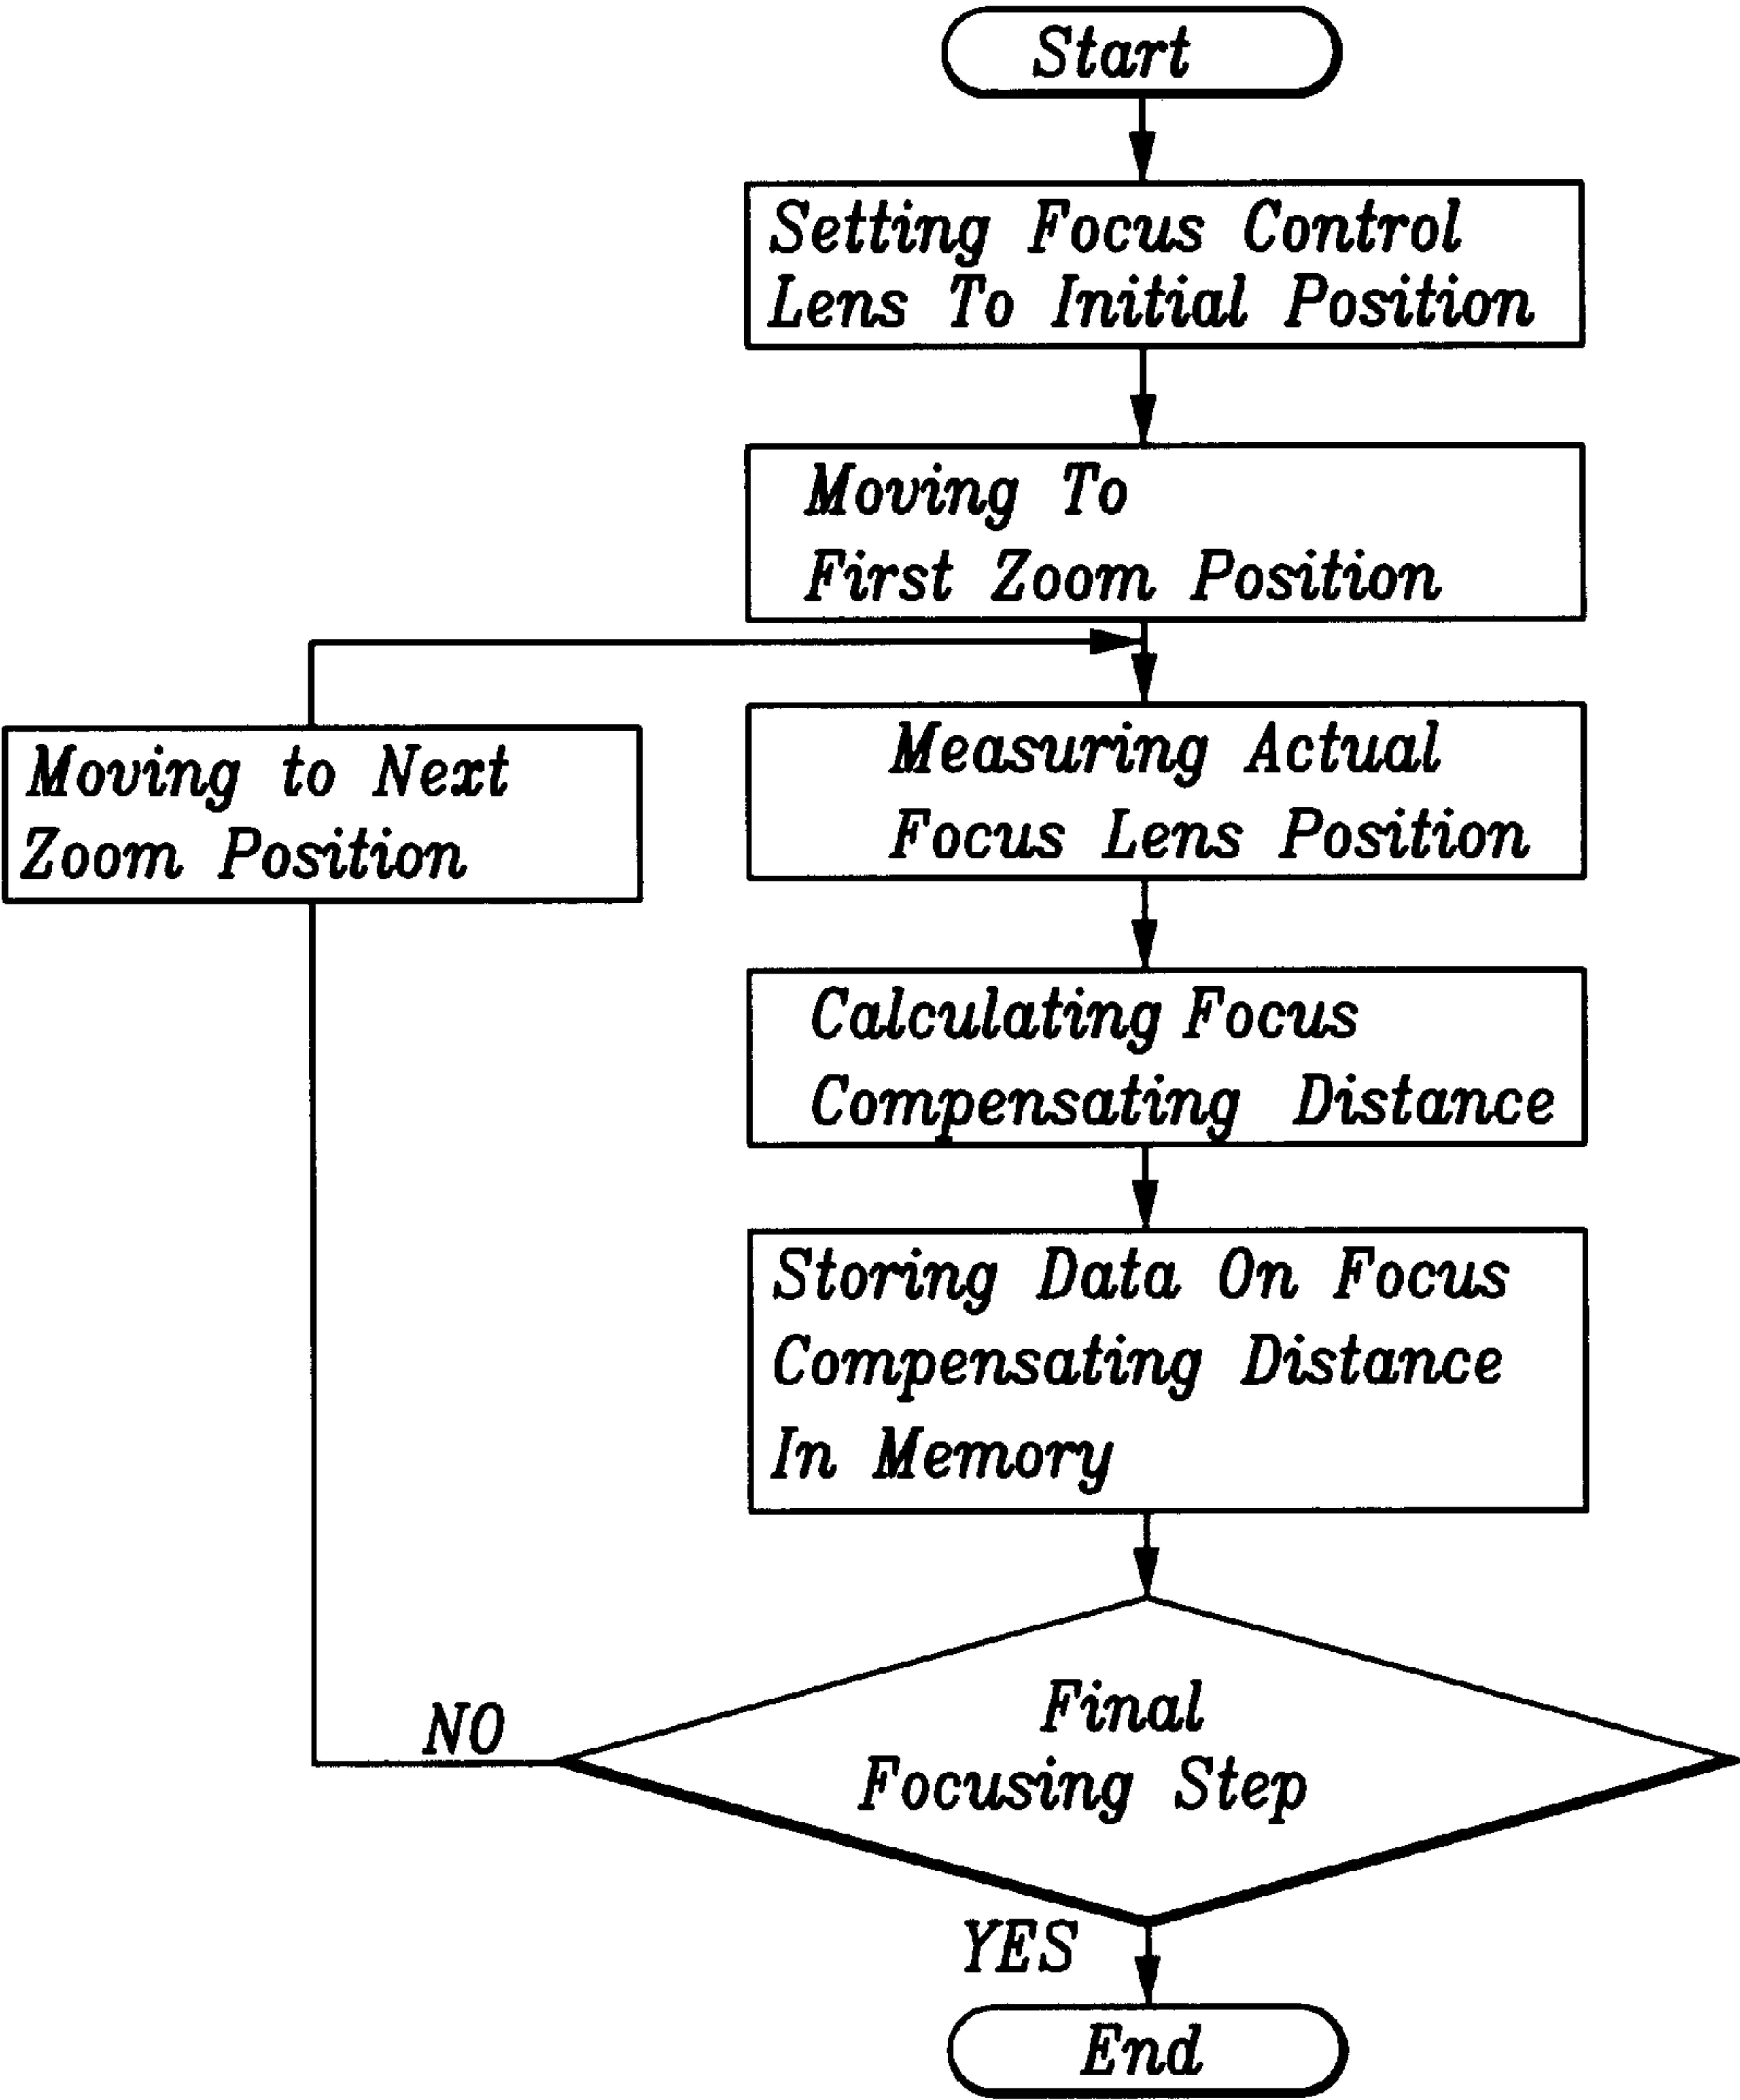 Start
Setting Focus Control
Lens To Initial Position
Moving To
First Zoom Position
Moving to Next
Zoom Position
Measuring Actual
Focus Lens Position
Calculating Focus
Compensating Distance
Storing Data On Focus
Compensating Distance
In Memory
Final
Focusing Step
NO
YES
End